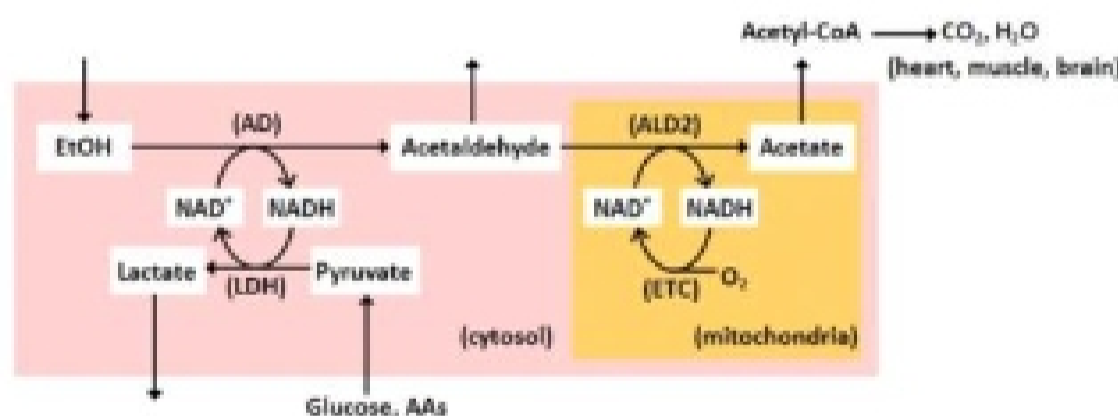 Acetyl-CoA → CO₂, H₂O
(heart, muscle, brain)
(AD)
(ALD2)
EtOH
Acetaldehyde
Acetate
NAD⁺
NADH
NAD⁺
NADH
Lactate
Pyruvate
(LDH)
(ETC)
O₂
(cytosol)
(mitochondria)
Glucose, AAs